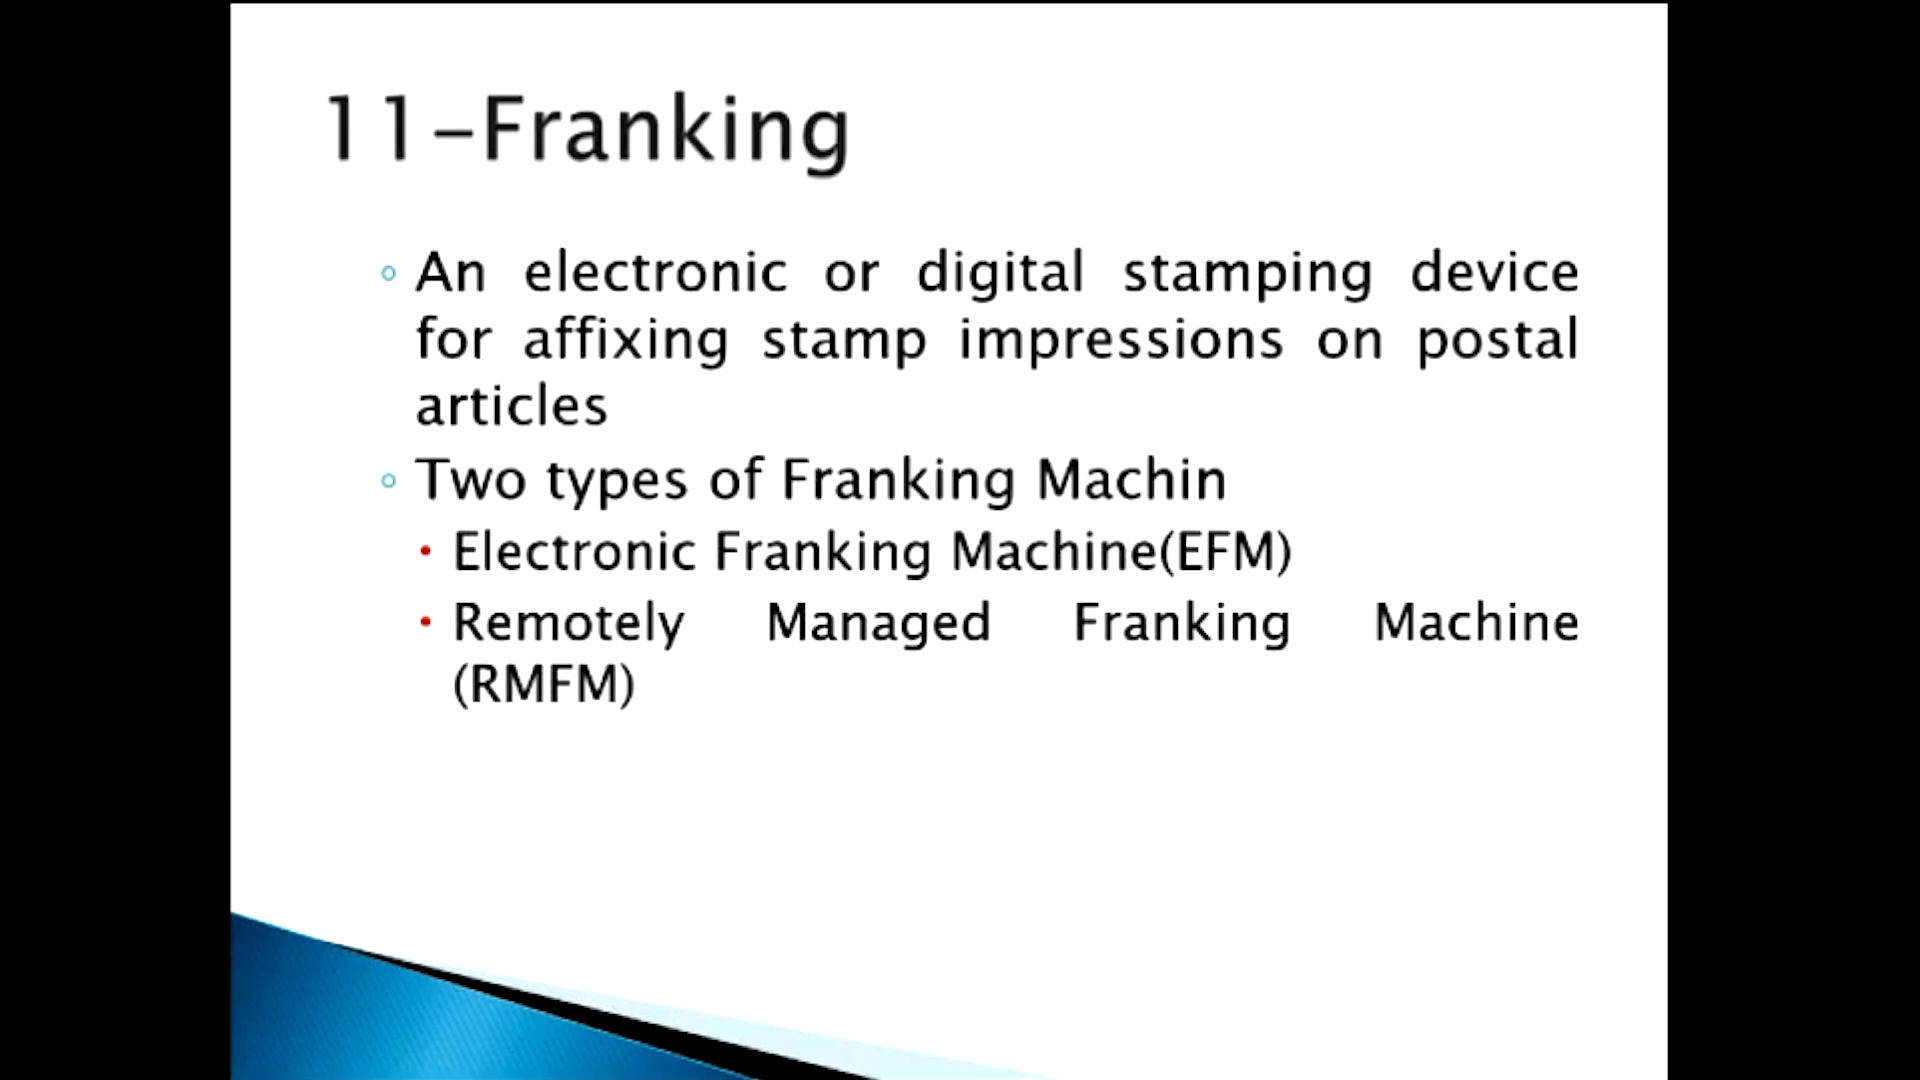 11-Franking
An electronic or digital stamping device
for affixing stamp impressions on postal
articles
Two types of Franking Machin
Electronic Franking Machine(EFM)
Remotely Managed Franking Machine
(RMFM)